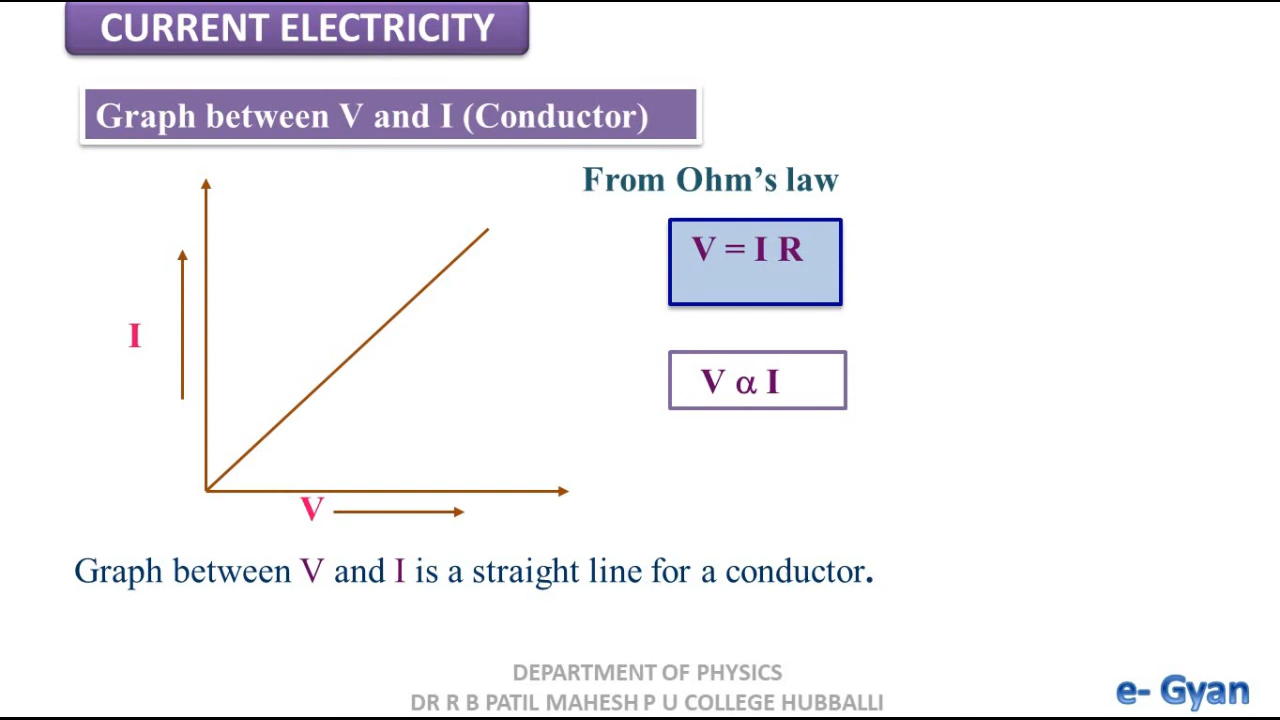 CURRENT ELECTRICITY
Graph between V and I (Conductor)
From Ohm’s law
V = I R
I
V α I
V
Graph between V and I is a straight line for a conductor.
DEPARTMENT OF PHYSICS
DR R B PATIL MAHESH P U COLLEGE HUBBALLI
e- Gyan